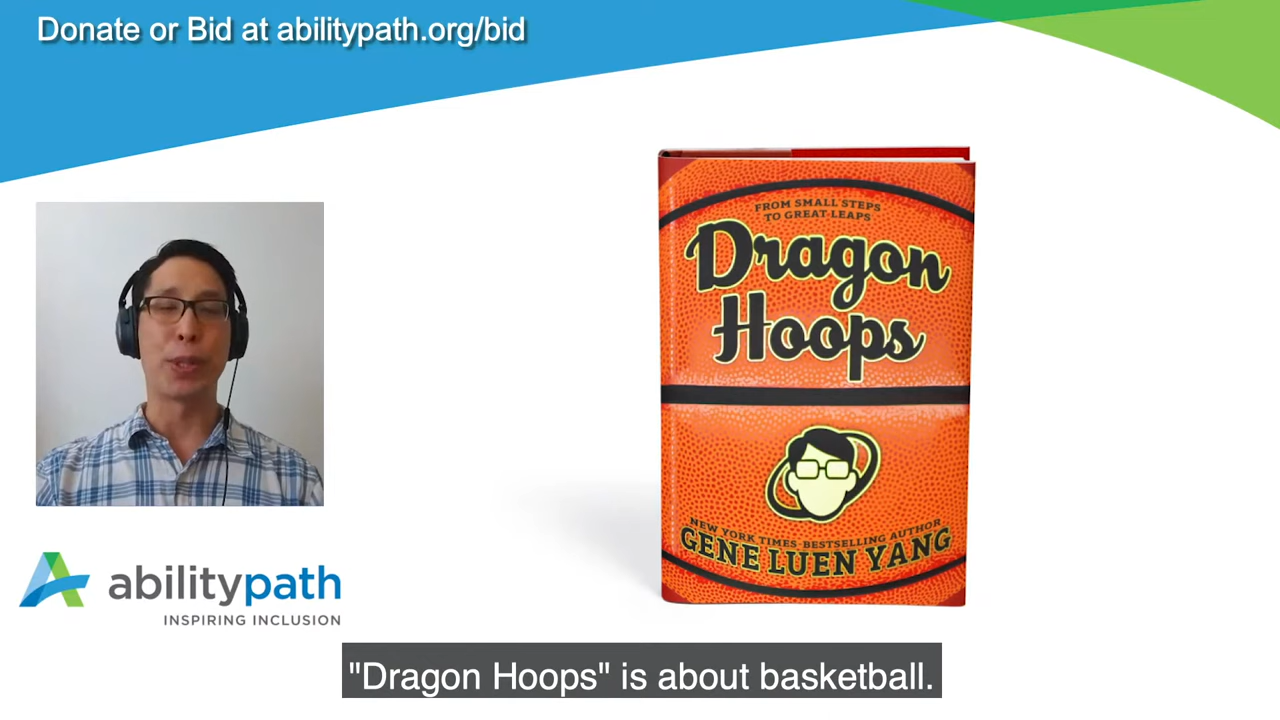 Donate or Bid at abilitypath.org/bid
FROM SMALL STEPS
TO GREAT LEAPS
Dragon
Hoops
NEW YORK TIMES-BESTSELLING AUTHOR
GENE LUEN YANG
abilitypath
INSPIRING INCLUSION
"Dragon Hoops" is about basketball.